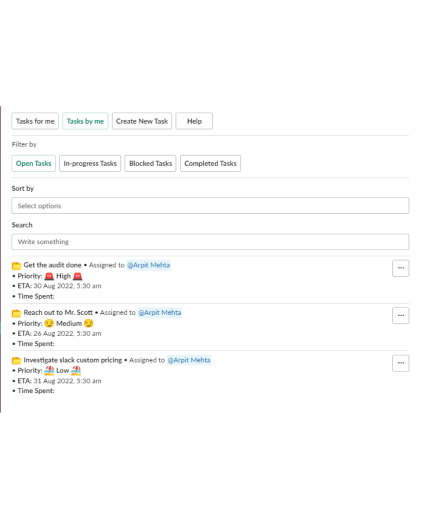 Tasks for me Tasks by me Create New Task Help
Filter by
Open Tasks In-progress Tasks Blocked Tasks Completed Tasks
Sort by
Select options
Search
Write something
Get the audit done • Assigned to @Arpit Mehta
• Priority: 🚨 High 🚨
• ETA: 30 Aug 2022, 5:30 am
• Time Spent:
Reach out to Mr. Scott • Assigned to @Arpit Mehta
• Priority: 😏 Medium 😏
• ETA: 26 Aug 2022, 5:30 am
• Time Spent:
Investigate slack custom pricing • Assigned to @Arpit Mehta
• Priority: 🏖 Low 🏖
• ETA: 31 Aug 2022, 5:30 am
• Time Spent: